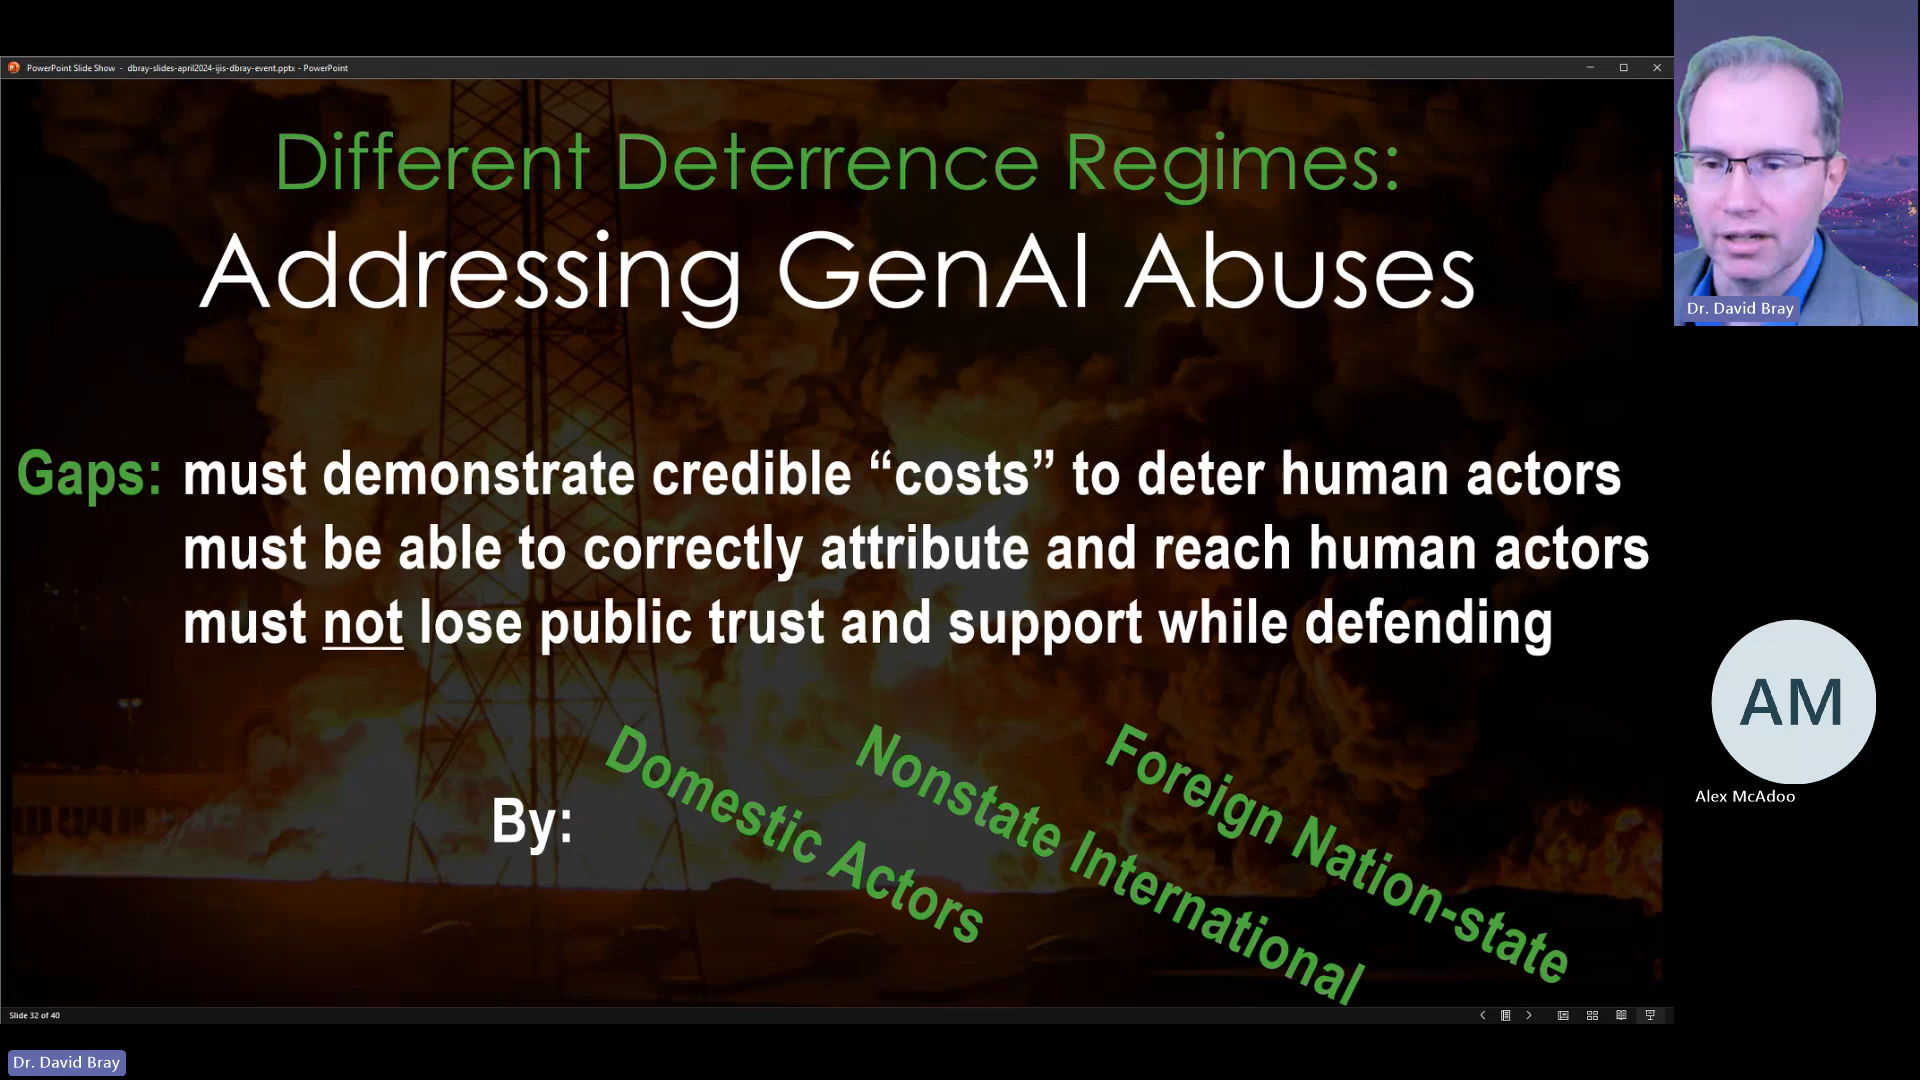 PowerPoint Slide Show - dbray-slides-april2024-ijis-dbray-event.pptx - PowerPoint
Different Deterrence Regimes:
Addressing GenAI Abuses
Gaps: must demonstrate credible “costs” to deter human actors
must be able to correctly attribute and reach human actors
must not lose public trust and support while defending
By:
Domestic Actors
Nonstate International
Foreign Nation-state
Slide 32 of 40
Dr. David Bray
AM
Alex McAdoo
Dr. David Bray